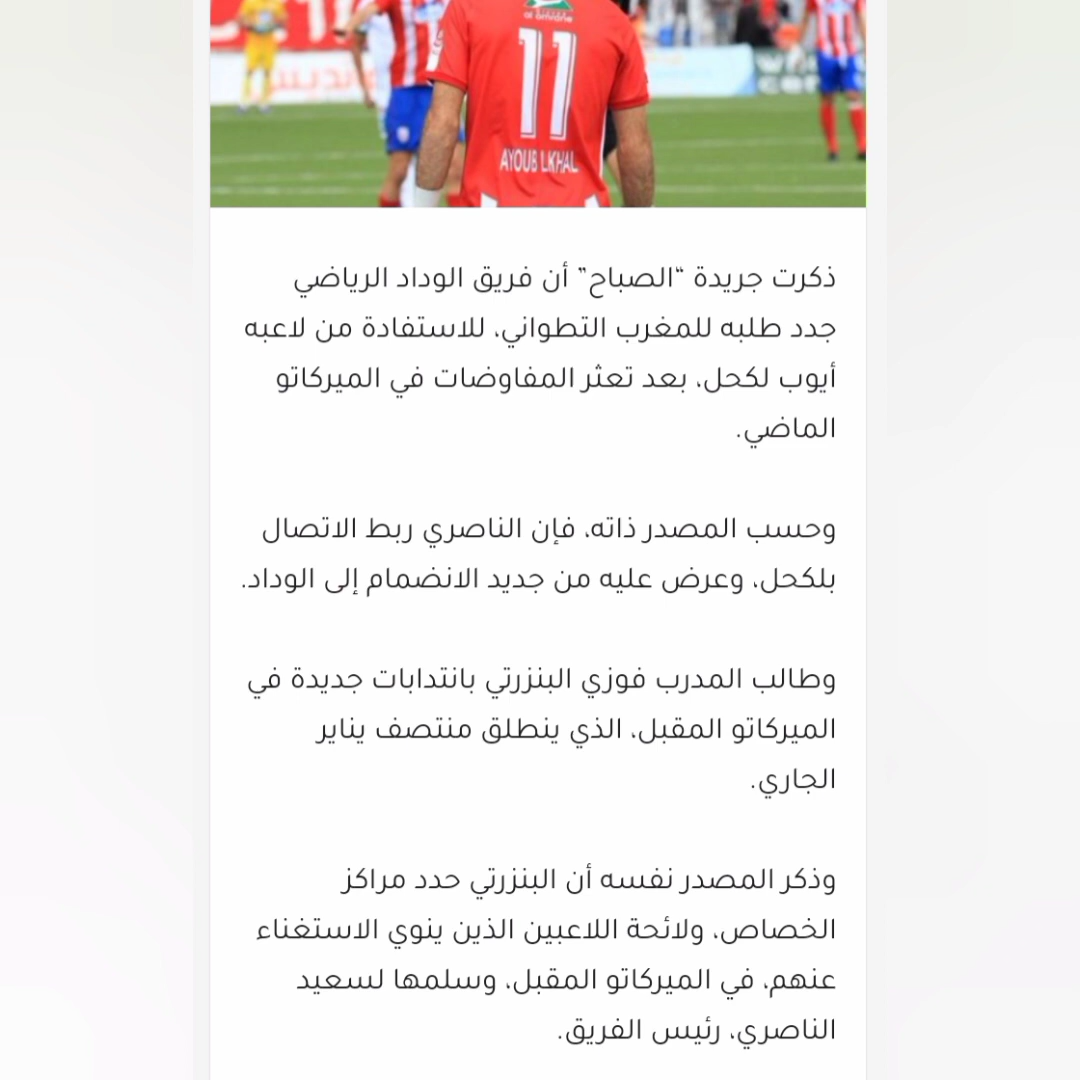 al omrane
11
AYOUB LKHAL
ذكرت جريدة “الصباح” أن فريق الوداد الرياضي
جدد طلبه للمغرب التطواني، للاستفادة من لاعبه
أيوب لكحل، بعد تعثر المفاوضات في الميركاتو
الماضي.
وحسب المصدر ذاته، فإن الناصري ربط الاتصال
بلكحل، وعرض عليه من جديد الانضمام إلى الوداد.
وطالب المدرب فوزي البنزرتي بانتدابات جديدة في
الميركاتو المقبل، الذي ينطلق منتصف يناير
الجاري.
وذكر المصدر نفسه أن البنزرتي حدد مراكز
الخصاص، ولائحة اللاعبين الذين ينوي الاستغناء
عنهم، في الميركاتو المقبل، وسلمها لسعيد
الناصري، رئيس الفريق.